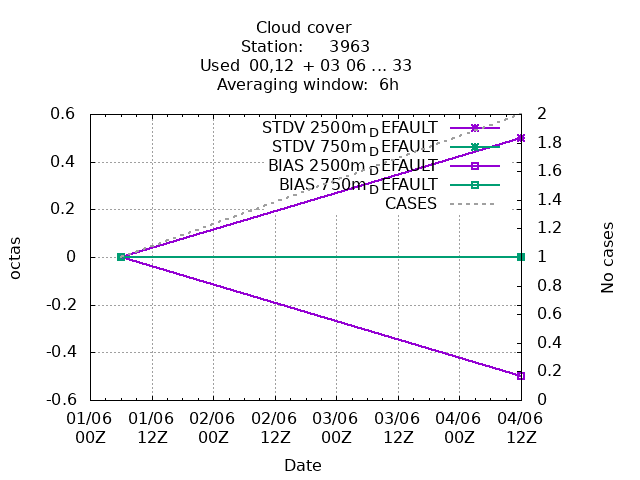 Cloud cover
Station: 3963
Used 00,12 + 03 06 ... 33
Averaging window: 6h
0.6
0.4
0.2
0
-0.2
-0.4
-0.6
octas
STDV 2500mDEFAULT
STDV 750mDEFAULT
BIAS 2500mDEFAULT
BIAS 750mDEFAULT
CASES
2
1.8
1.6
1.4
1.2
1
0.8
0.6
0.4
0.2
0
No cases
01/06 01/06 02/06 02/06 03/06 03/06 04/06 04/06
00Z 12Z 00Z 12Z 00Z 12Z 00Z 12Z
Date